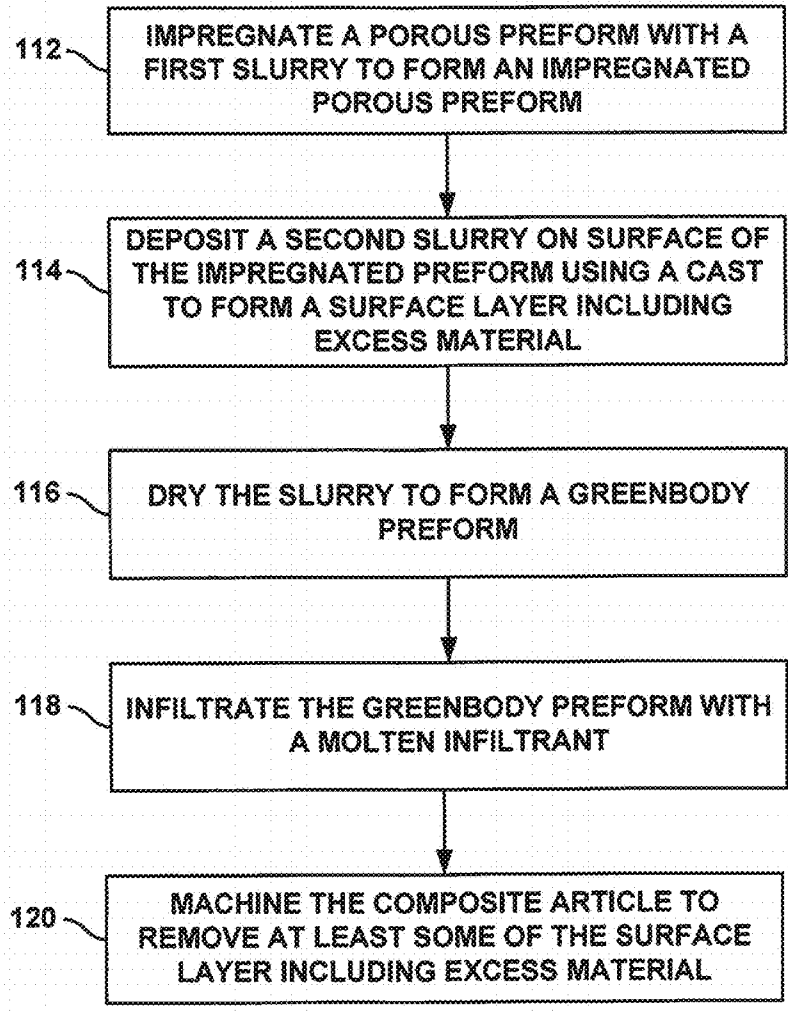 112
IMPREGNATE A POROUS PREFORM WITH A
FIRST SLURRY TO FORM AN IMPREGNATED
POROUS PREFORM
114
DEPOSIT A SECOND SLURRY ON SURFACE OF
THE IMPREGNATED PREFORM USING A CAST
TO FORM A SURFACE LAYER INCLUDING
EXCESS MATERIAL
116
DRY THE SLURRY TO FORM A GREENBODY
PREFORM
118
INFILTRATE THE GREENBODY PREFORM WITH
A MOLTEN INFILTRANT
120
MACHINE THE COMPOSITE ARTICLE TO
REMOVE AT LEAST SOME OF THE SURFACE
LAYER INCLUDING EXCESS MATERIAL